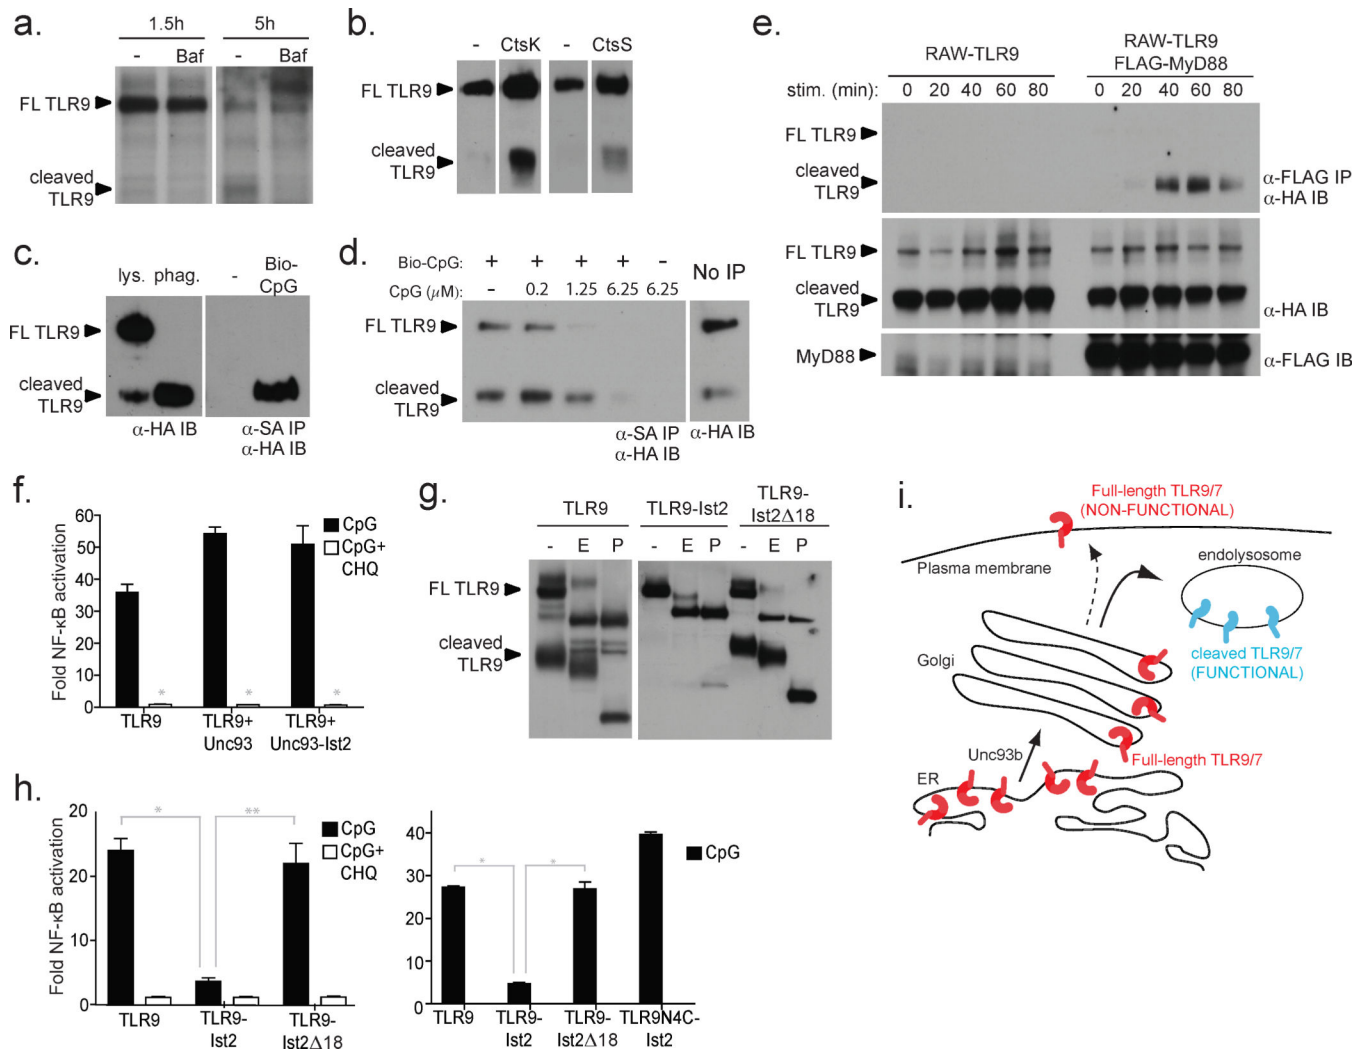 a.
1.5h 5h
- Baf - Baf
FL TLR9
cleaved
TLR9
b.
- CtsK - CtsS
FL TLR9
cleaved
TLR9
c.
lys. phag. - Bio-
CpG
FL TLR9
cleaved
TLR9
α-HA IB
α-SA IP
α-HA IB
d.
Bio-CpG: + + + + -
CpG (µM): - 0.2 1.25 6.25 6.25
No IP
FL TLR9
cleaved
TLR9
α-SA IP
α-HA IB
α-HA IB
e.
RAW-TLR9
RAW-TLR9
FLAG-MyD88
stim. (min): 0 20 40 60 80 0 20 40 60 80
FL TLR9
cleaved
TLR9
α-FLAG IP
α-HA IB
FL TLR9
cleaved
TLR9
α-HA IB
MyD88
α-FLAG IB
f.
Fold NF-κB activation
60
50
40
30
20
10
0
CpG
CpG+
CHQ
* * *
TLR9
TLR9+
Unc93
TLR9+
Unc93-Ist2
g.
TLR9
TLR9-Ist2
TLR9-
Ist2Δ18
- E P - E P - E P
FL TLR9
cleaved
TLR9
h.
Fold NF-κB activation
20
20
10
0
* **
CpG
CpG+
CHQ
TLR9
TLR9-
Ist2
TLR9-
Ist2Δ18
40
30
20
10
0
* *
CpG
TLR9
TLR9-
Ist2
TLR9-
Ist2Δ18
TLR9N4C-
Ist2
i.
Full-length TLR9/7
(NON-FUNCTIONAL)
Plasma membrane
endolysosome
cleaved TLR9/7
(FUNCTIONAL)
Golgi
Unc93b
Full-length TLR9/7
ER